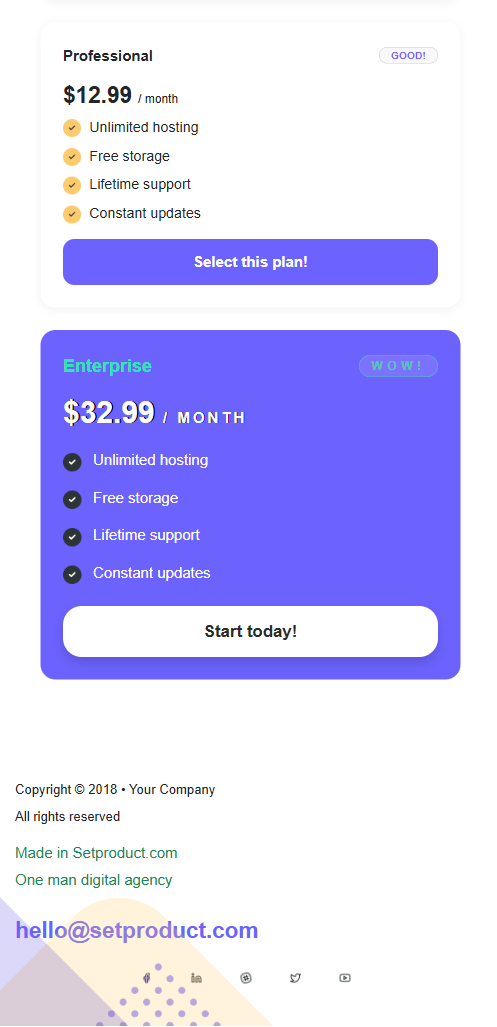 Professional
GOOD!
$12.99 / month
Unlimited hosting
Free storage
Lifetime support
Constant updates
Select this plan!
Enterprise
WOW!
$32.99 / MONTH
Unlimited hosting
Free storage
Lifetime support
Constant updates
Start today!
Copyright © 2018 • Your Company
All rights reserved
Made in Setproduct.com
One man digital agency
hello@setproduct.com